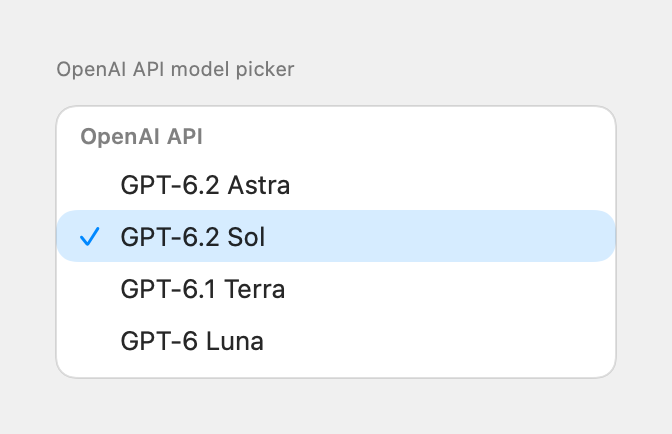 OpenAI API model picker
OpenAI API
GPT-6.2 Astra
GPT-6.2 Sol
GPT-6.1 Terra
GPT-6 Luna